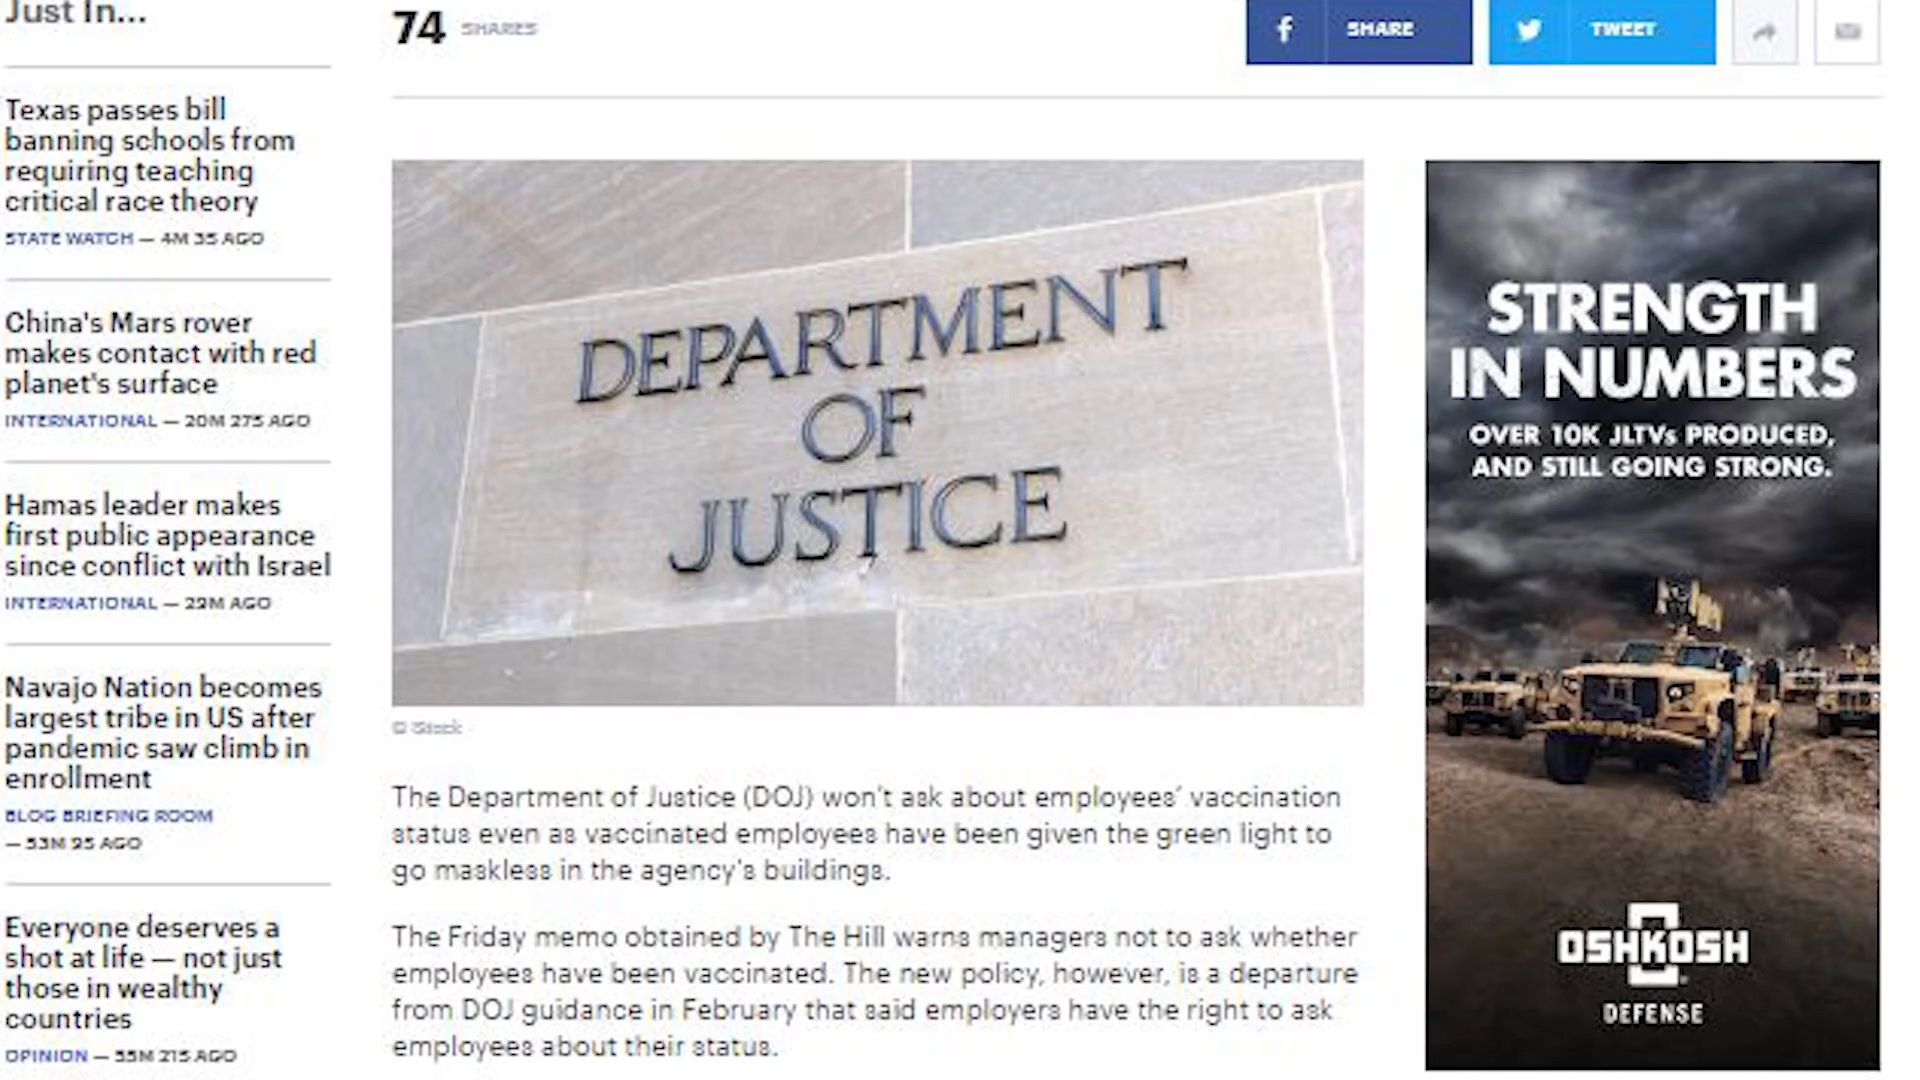 Just In...
Texas passes bill
banning schools from
requiring teaching
critical race theory
STATE WATCH — 4M 3S AGO
China's Mars rover
makes contact with red
planet's surface
INTERNATIONAL — 20M 27S AGO
Hamas leader makes
first public appearance
since conflict with Israel
INTERNATIONAL — 29M AGO
Navajo Nation becomes
largest tribe in US after
pandemic saw climb in
enrollment
BLOG BRIEFING ROOM
— 53M 9S AGO
Everyone deserves a
shot at life — not just
those in wealthy
countries
OPINION — 55M 21S AGO
74 SHARES
SHARE
TWEET
DEPARTMENT
OF
JUSTICE
© iStock
The Department of Justice (DOJ) won't ask about employees' vaccination
status even as vaccinated employees have been given the green light to
go maskless in the agency's buildings.
The Friday memo obtained by The Hill warns managers not to ask whether
employees have been vaccinated. The new policy, however, is a departure
from DOJ guidance in February that said employers have the right to ask
employees about their status.
STRENGTH
IN NUMBERS
OVER 10K JLTVs PRODUCED,
AND STILL GOING STRONG.
OSHKOSH
DEFENSE